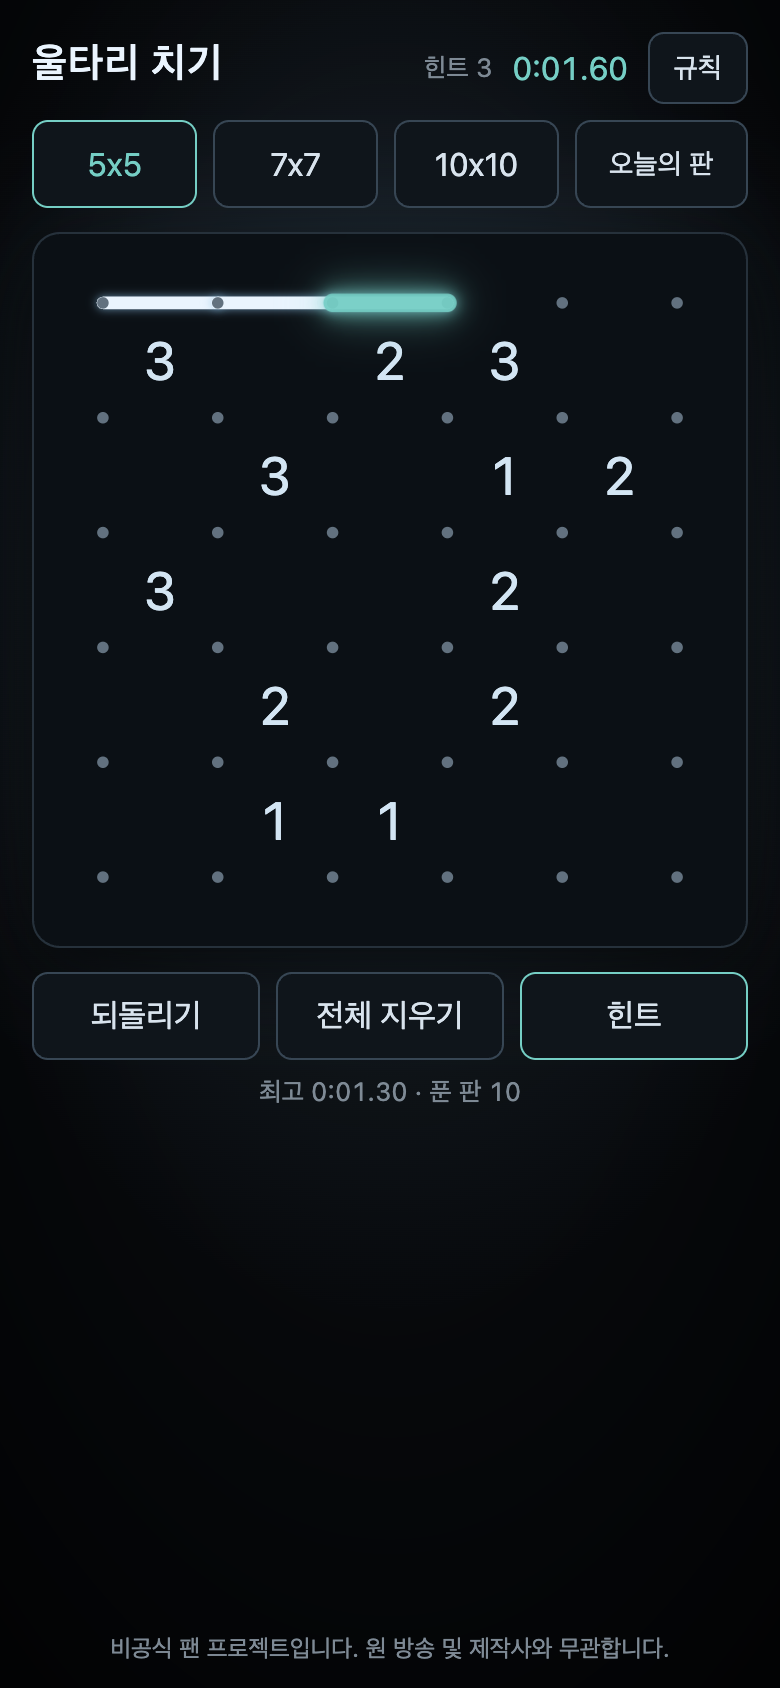 울타리 치기 힌트 3 0:01.60 규칙
5x5 7x7 10x10 오늘의 판
3 2 3
3 1 2
3 2
2 2
1 1
되돌리기 전체 지우기 힌트
최고 0:01.30 · 푼 판 10
비공식 팬 프로젝트입니다. 원 방송 및 제작사와 무관합니다.